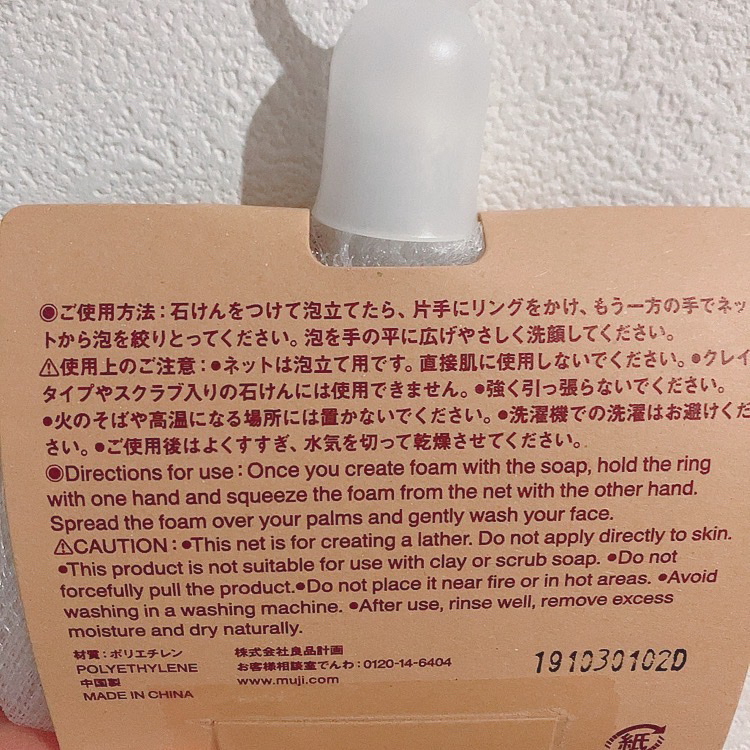 ◉ご使用方法：石けんをつけて泡立てたら、片手にリングをかけ、もう一方の手でネッ
トから泡を絞りとってください。泡を手の平に広げやさしく洗顔してください。
⚠使用上のご注意：●ネットは泡立て用です。直接肌に使用しないでください。●クレイ
タイプやスクラブ入りの石けんには使用できません。●強く引っ張らないでください。
●火のそばや高温になる場所には置かないでください。●洗濯機での洗濯はお避けくだ
さい。●ご使用後はよくすすぎ、水気を切って乾燥させてください。
◉Directions for use：Once you create foam with the soap, hold the ring
with one hand and squeeze the foam from the net with the other hand.
Spread the foam over your palms and gently wash your face.
⚠CAUTION：●This net is for creating a lather. Do not apply directly to skin.
●This product is not suitable for use with clay or scrub soap. ●Do not
forcefully pull the product.●Do not place it near fire or in hot areas. ●Avoid
washing in a washing machine. ●After use, rinse well, remove excess
moisture and dry naturally.
材質：ポリエチレン
POLYETHYLENE
中国製
MADE IN CHINA
株式会社良品計画
お客様相談室でんわ：0120-14-6404
www.muji.com
191030102D
紙